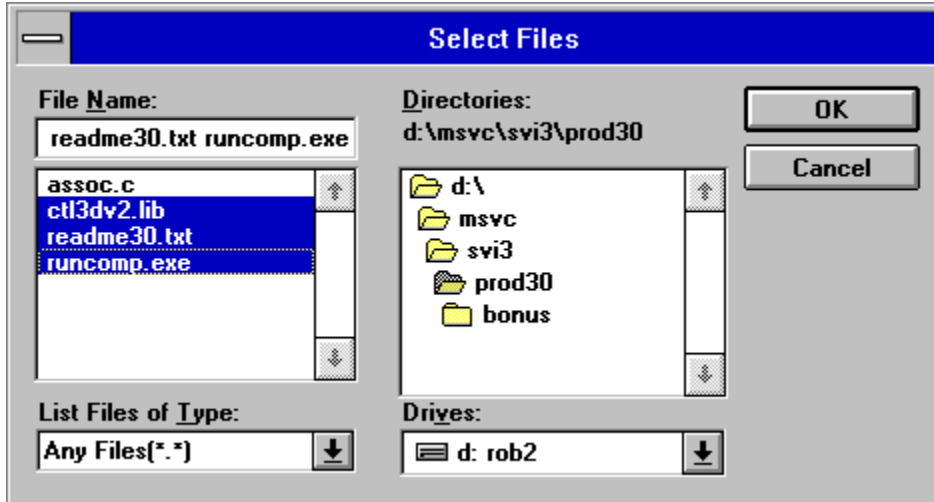 Select Files
File Name:
readme30.txt runcomp.exe
assoc.c
ctl3dv2.lib
readme30.txt
runcomp.exe
List Files of Type:
Any Files(*.*)
Directories:
d:\msvc\svi3\prod30
d:\
msvc
svi3
prod30
bonus
Drives:
d: rob2
OK
Cancel